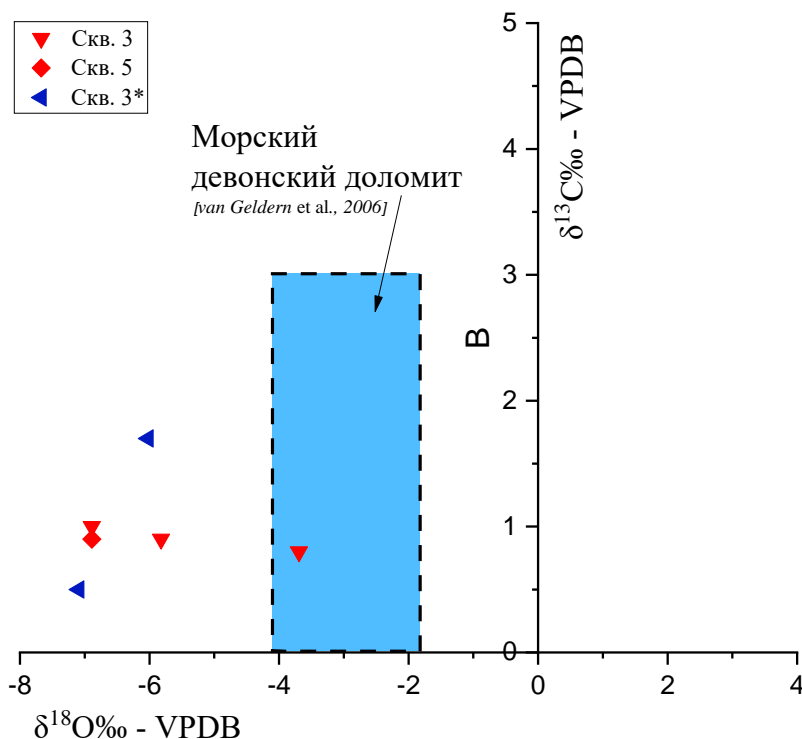 Скв. 3
Скв. 5
Скв. 3*
Морский
девонский доломит
[van Geldern et al., 2006]
δ¹³C‰ - VPDB
B
5
4
3
2
1
0
-8 -6 -4 -2 0 2 4
δ¹⁸O‰ - VPDB